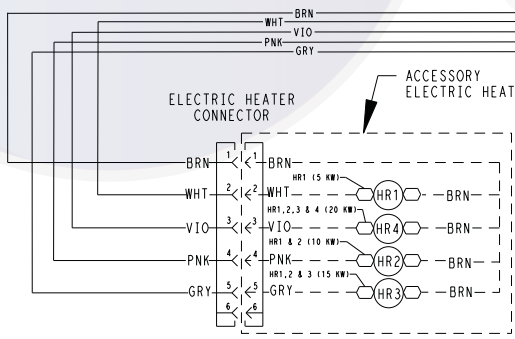 BRN
WHT
VIO
PNK
GRY
ACCESSORY
ELECTRIC HEAT
ELECTRIC HEATER
CONNECTOR
BRN 1 1 BRN
HR1 (5 KW)
WHT 2 2 WHT HR1 BRN
HR1,2,3 & 4 (20 KW)
VIO 3 3 VIO HR4 BRN
HR1 & 2 (10 KW)
PNK 4 4 PNK HR2 BRN
HR1,2 & 3 (15 KW)
GRY 5 5 GRY HR3 BRN
6 6